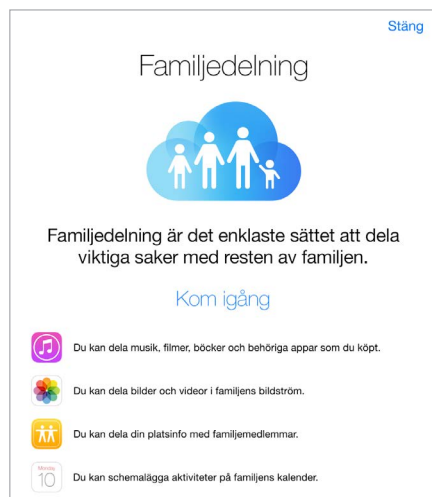 Stäng
Familjedelning
Familjedelning är det enklaste sättet att dela
viktiga saker med resten av familjen.
Kom igång
Du kan dela musik, filmer, böcker och behöriga appar som du köpt.
Du kan dela bilder och videor i familjens bildström.
Du kan dela din platsinfo med familjemedlemmar.
Monday
10
Du kan schemalägga aktiviteter på familjens kalender.